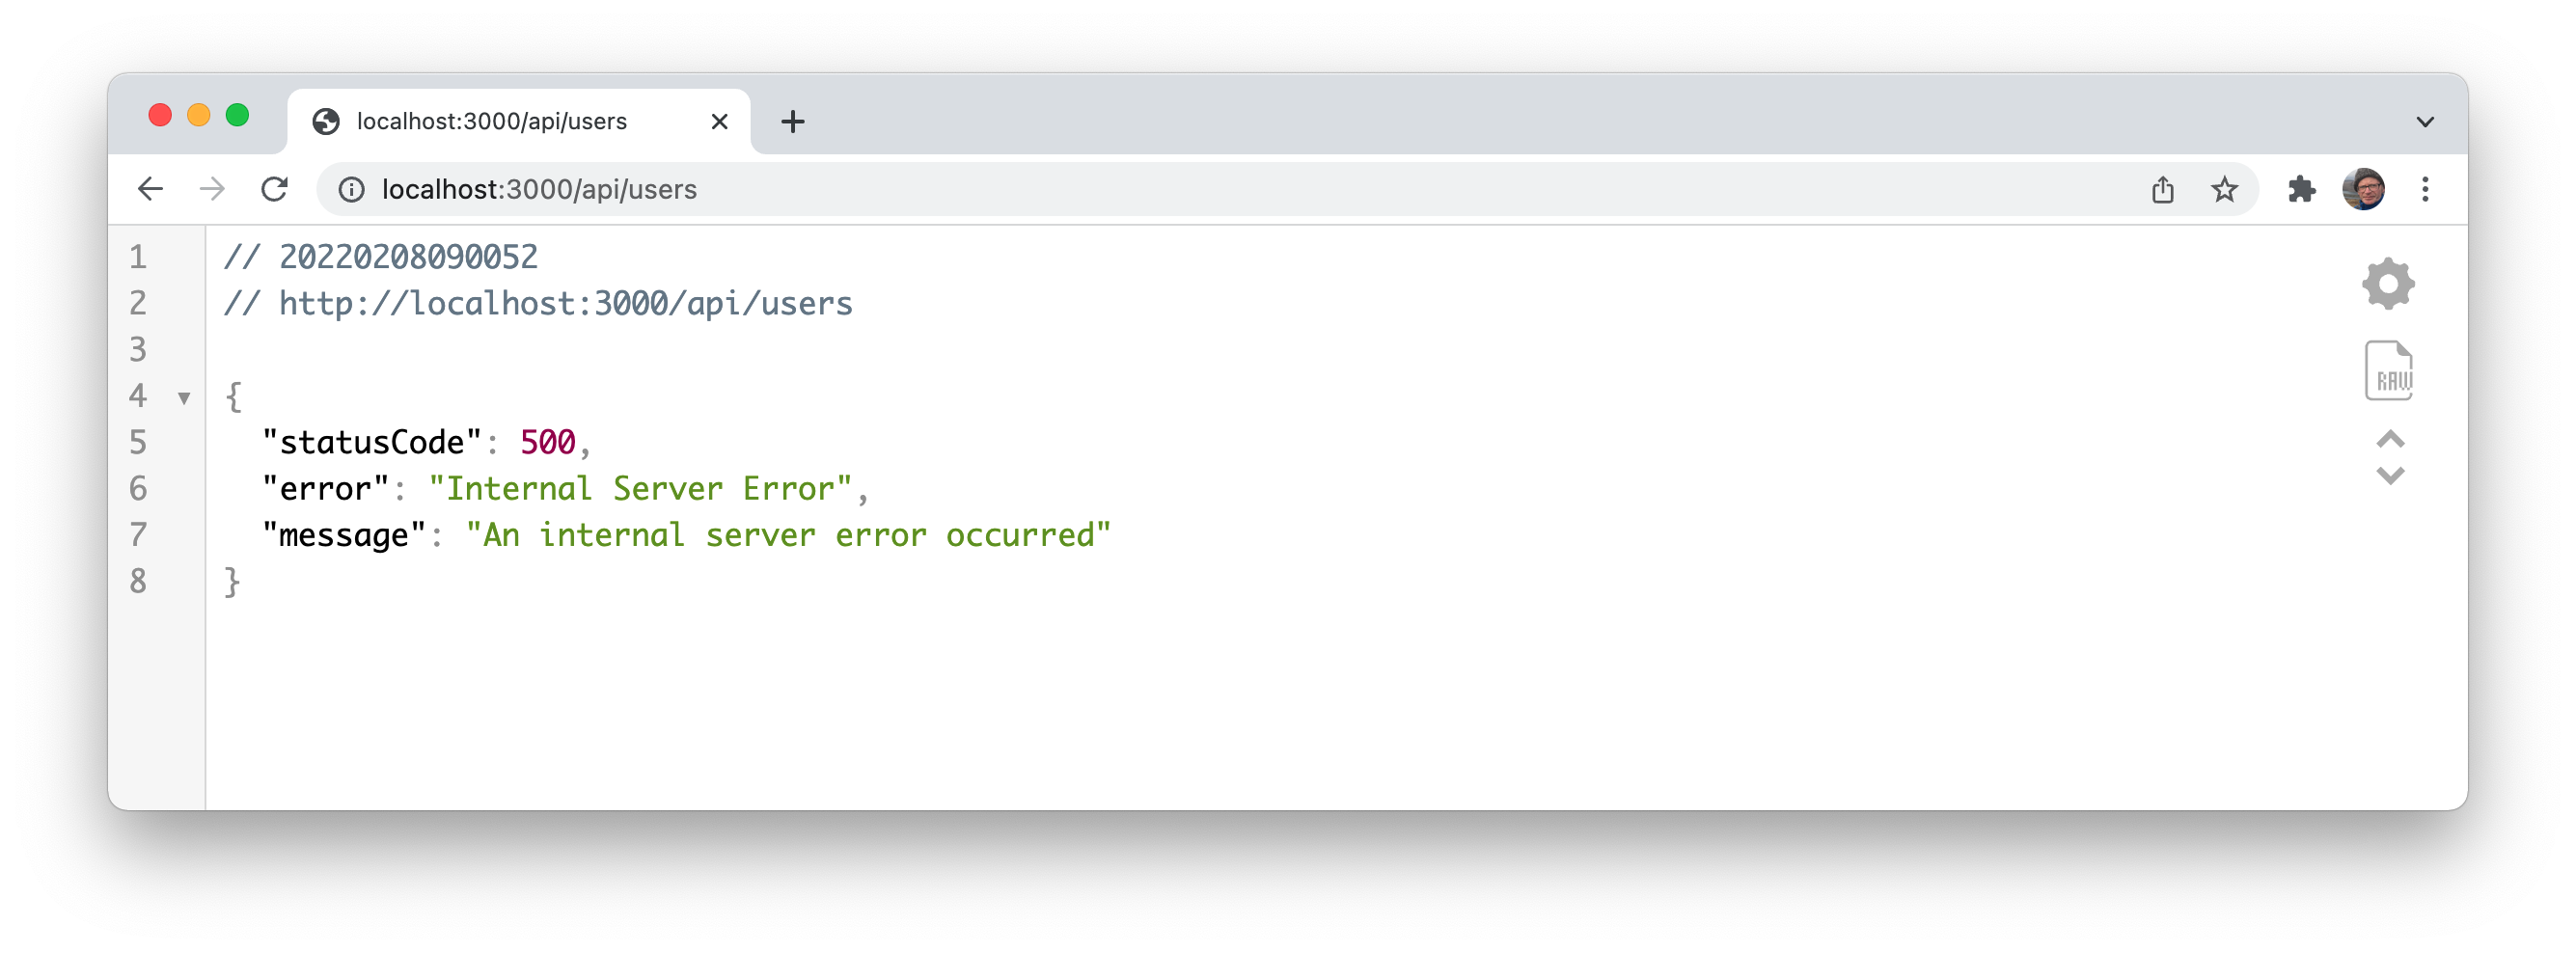 localhost:3000/api/users
localhost:3000/api/users
1 // 20220208090052
2 // http://localhost:3000/api/users
3
4 {
5 "statusCode": 500,
6 "error": "Internal Server Error",
7 "message": "An internal server error occurred"
8 }
RAW